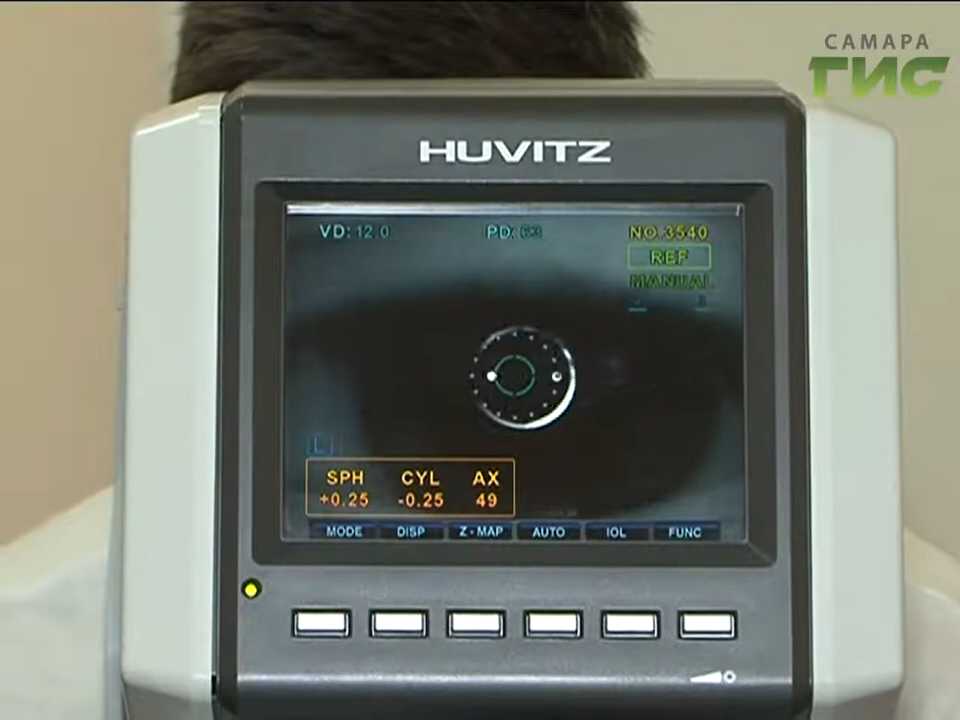 САМАРА
ГИС
HUVITZ
VD: 12.0
PD: 63
NO.3540
REF
MANUAL
L
SPH CYL AX
+0.25 -0.25 49
MODE DISP Z-MAP AUTO IOL FUNC